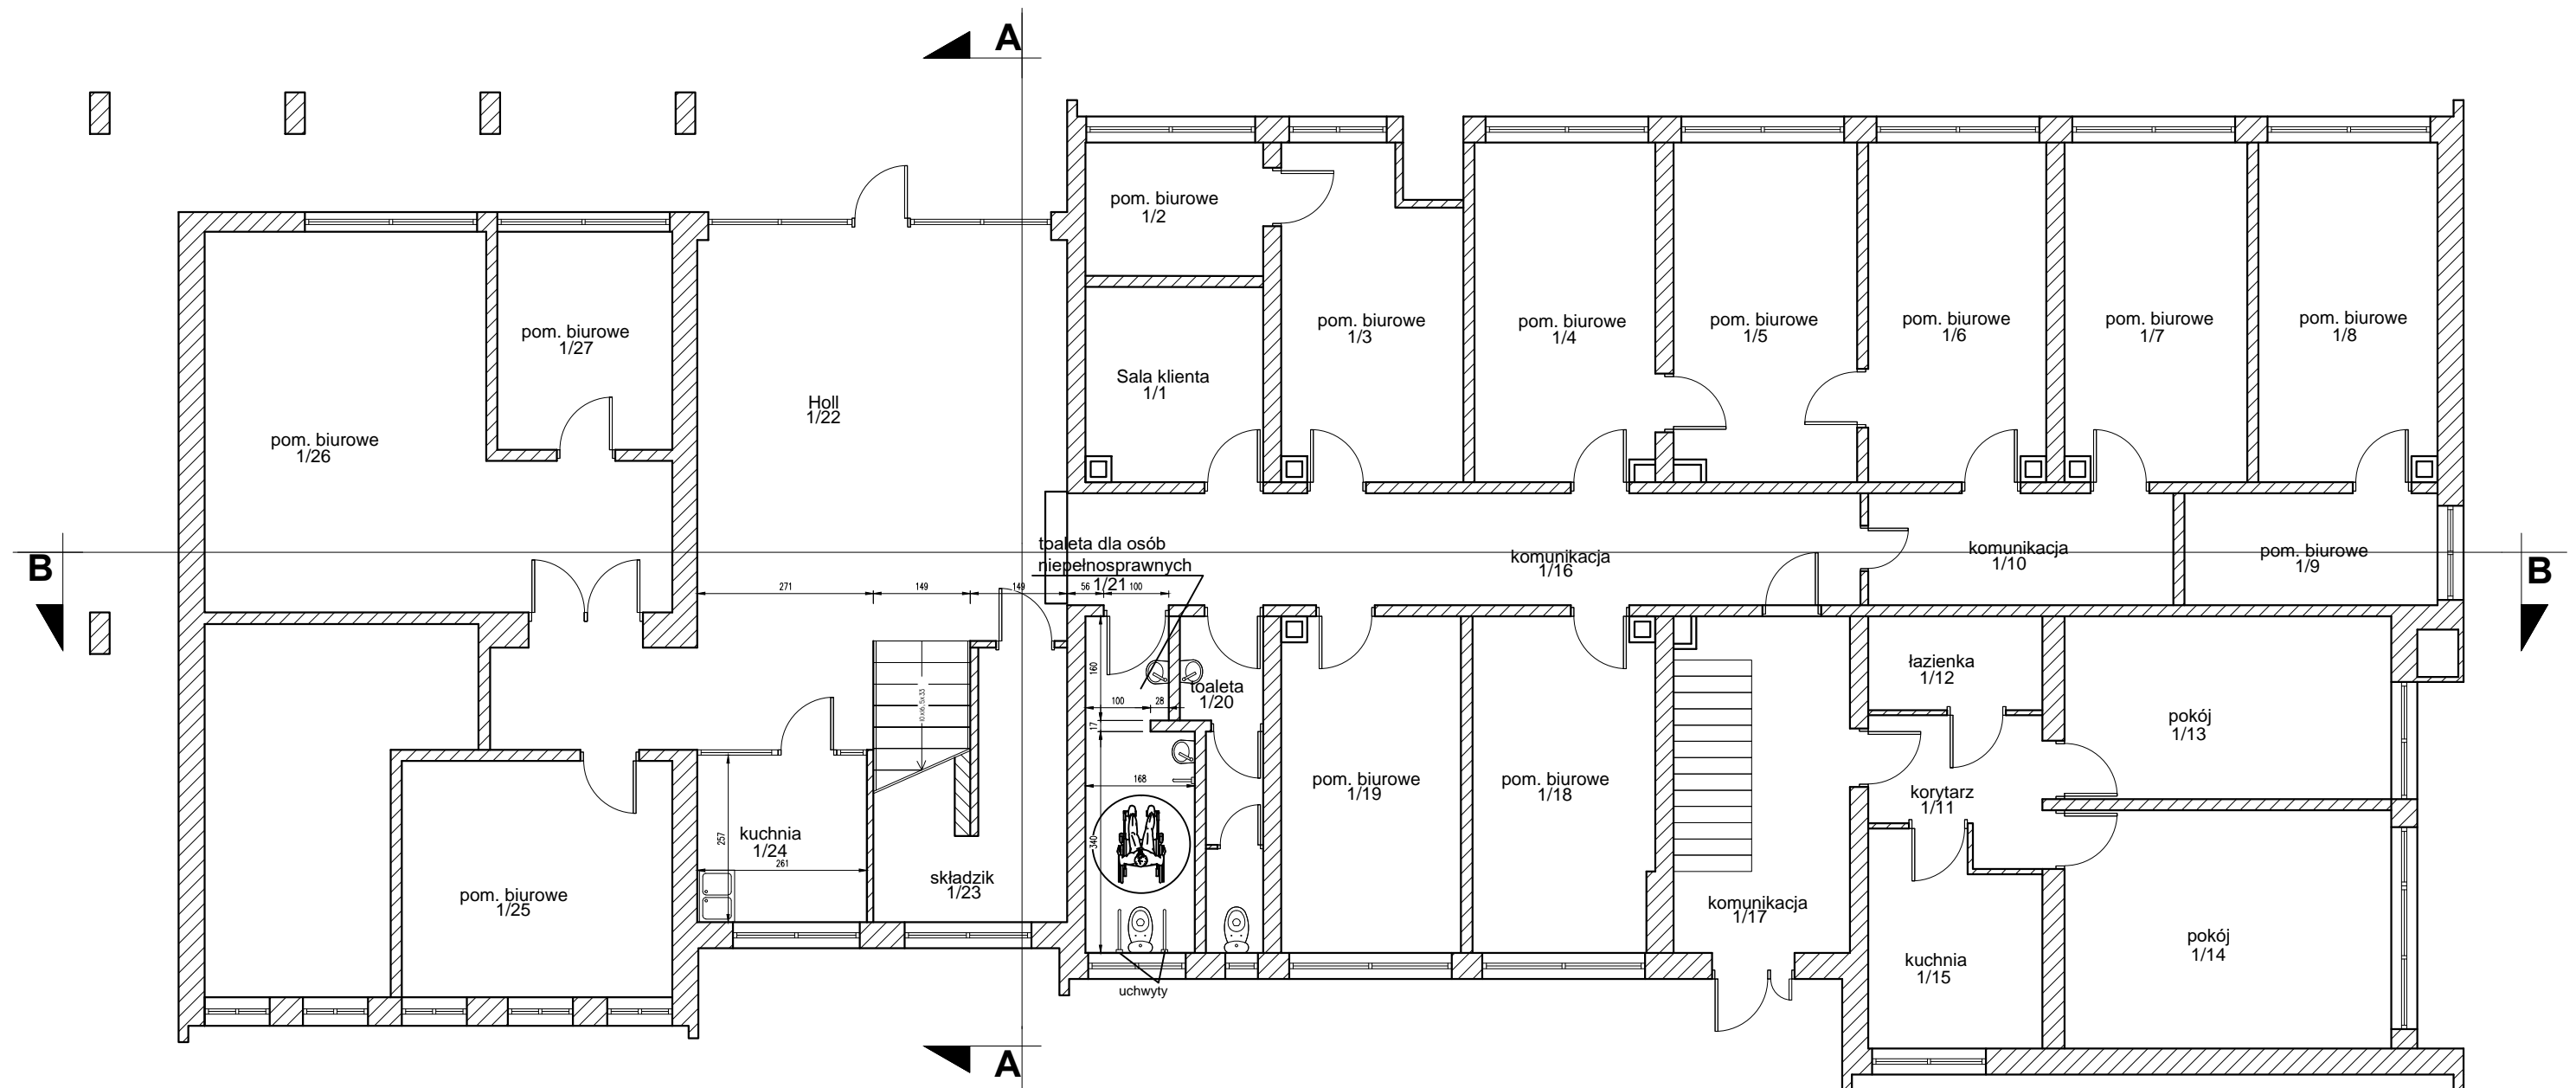 A
pom. biurowe
1/2
pom. biurowe
1/27
Holl
1/22
Sala klienta
1/1
pom. biurowe
1/3
pom. biurowe
1/4
pom. biurowe
1/5
pom. biurowe
1/6
pom. biurowe
1/7
pom. biurowe
1/8
pom. biurowe
1/26
B
toaleta dla osób
niepełnosprawnych
1/21
komunikacja
1/16
komunikacja
1/10
pom. biurowe
1/9
B
271
149
149
56
100
160
100
28
17
toaleta
1/20
10x16,5x33
łazienka
1/12
pokój
1/13
168
340
pom. biurowe
1/19
pom. biurowe
1/18
korytarz
1/11
257
kuchnia
1/24
261
składzik
1/23
pom. biurowe
1/25
komunikacja
1/17
kuchnia
1/15
pokój
1/14
uchwyty
A